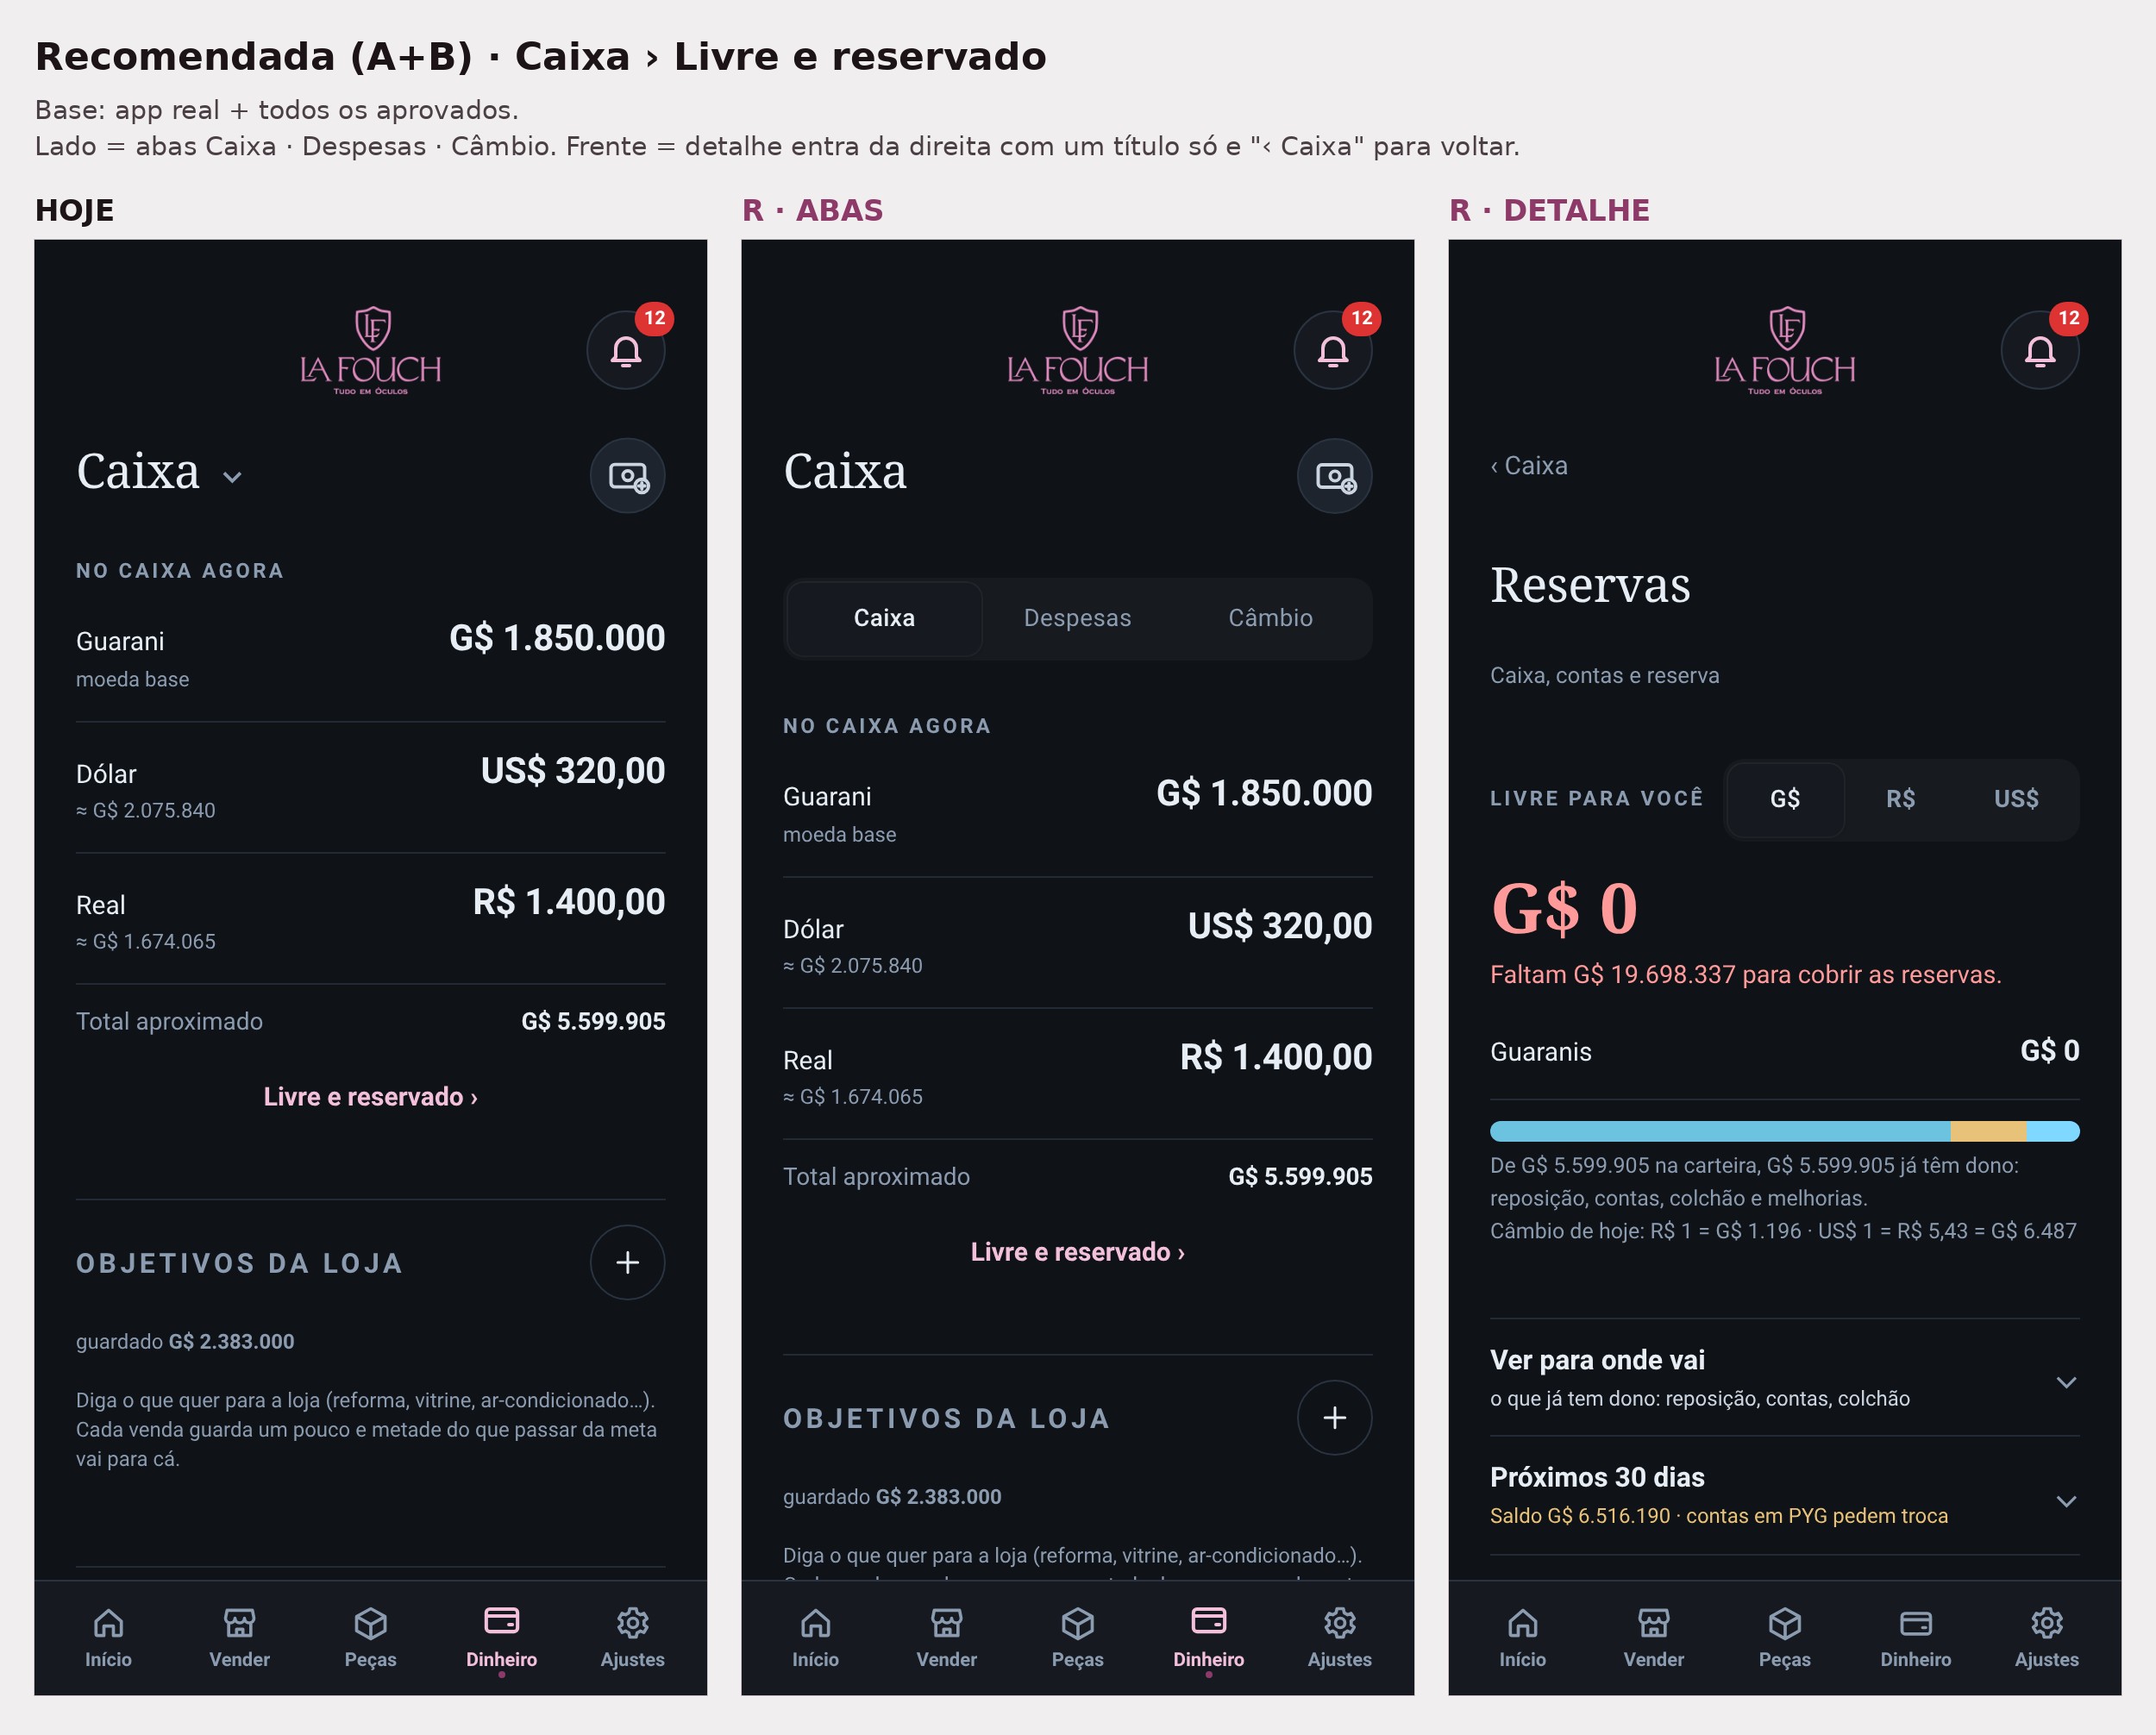 Recomendada (A+B) · Caixa › Livre e reservado
Base: app real + todos os aprovados.
Lado = abas Caixa · Despesas · Câmbio. Frente = detalhe entra da direita com um título só e "‹ Caixa" para voltar.
HOJE
LF
LA FOUCH
TUDO EM ÓCULOS
12
Caixa
NO CAIXA AGORA
Guarani G$ 1.850.000
moeda base
Dólar US$ 320,00
≈ G$ 2.075.840
Real R$ 1.400,00
≈ G$ 1.674.065
Total aproximado G$ 5.599.905
Livre e reservado ›
OBJETIVOS DA LOJA
guardado G$ 2.383.000
Diga o que quer para a loja (reforma, vitrine, ar-condicionado…).
Cada venda guarda um pouco e metade do que passar da meta
vai para cá.
Início Vender Peças Dinheiro Ajustes
R · ABAS
LF
LA FOUCH
TUDO EM ÓCULOS
12
Caixa
Caixa Despesas Câmbio
NO CAIXA AGORA
Guarani G$ 1.850.000
moeda base
Dólar US$ 320,00
≈ G$ 2.075.840
Real R$ 1.400,00
≈ G$ 1.674.065
Total aproximado G$ 5.599.905
Livre e reservado ›
OBJETIVOS DA LOJA
guardado G$ 2.383.000
Diga o que quer para a loja (reforma, vitrine, ar-condicionado…).
Início Vender Peças Dinheiro Ajustes
R · DETALHE
LF
LA FOUCH
TUDO EM ÓCULOS
12
‹ Caixa
Reservas
Caixa, contas e reserva
LIVRE PARA VOCÊ G$ R$ US$
G$ 0
Faltam G$ 19.698.337 para cobrir as reservas.
Guaranis G$ 0
De G$ 5.599.905 na carteira, G$ 5.599.905 já têm dono:
reposição, contas, colchão e melhorias.
Câmbio de hoje: R$ 1 = G$ 1.196 · US$ 1 = R$ 5,43 = G$ 6.487
Ver para onde vai
o que já tem dono: reposição, contas, colchão
Próximos 30 dias
Saldo G$ 6.516.190 · contas em PYG pedem troca
Início Vender Peças Dinheiro Ajustes